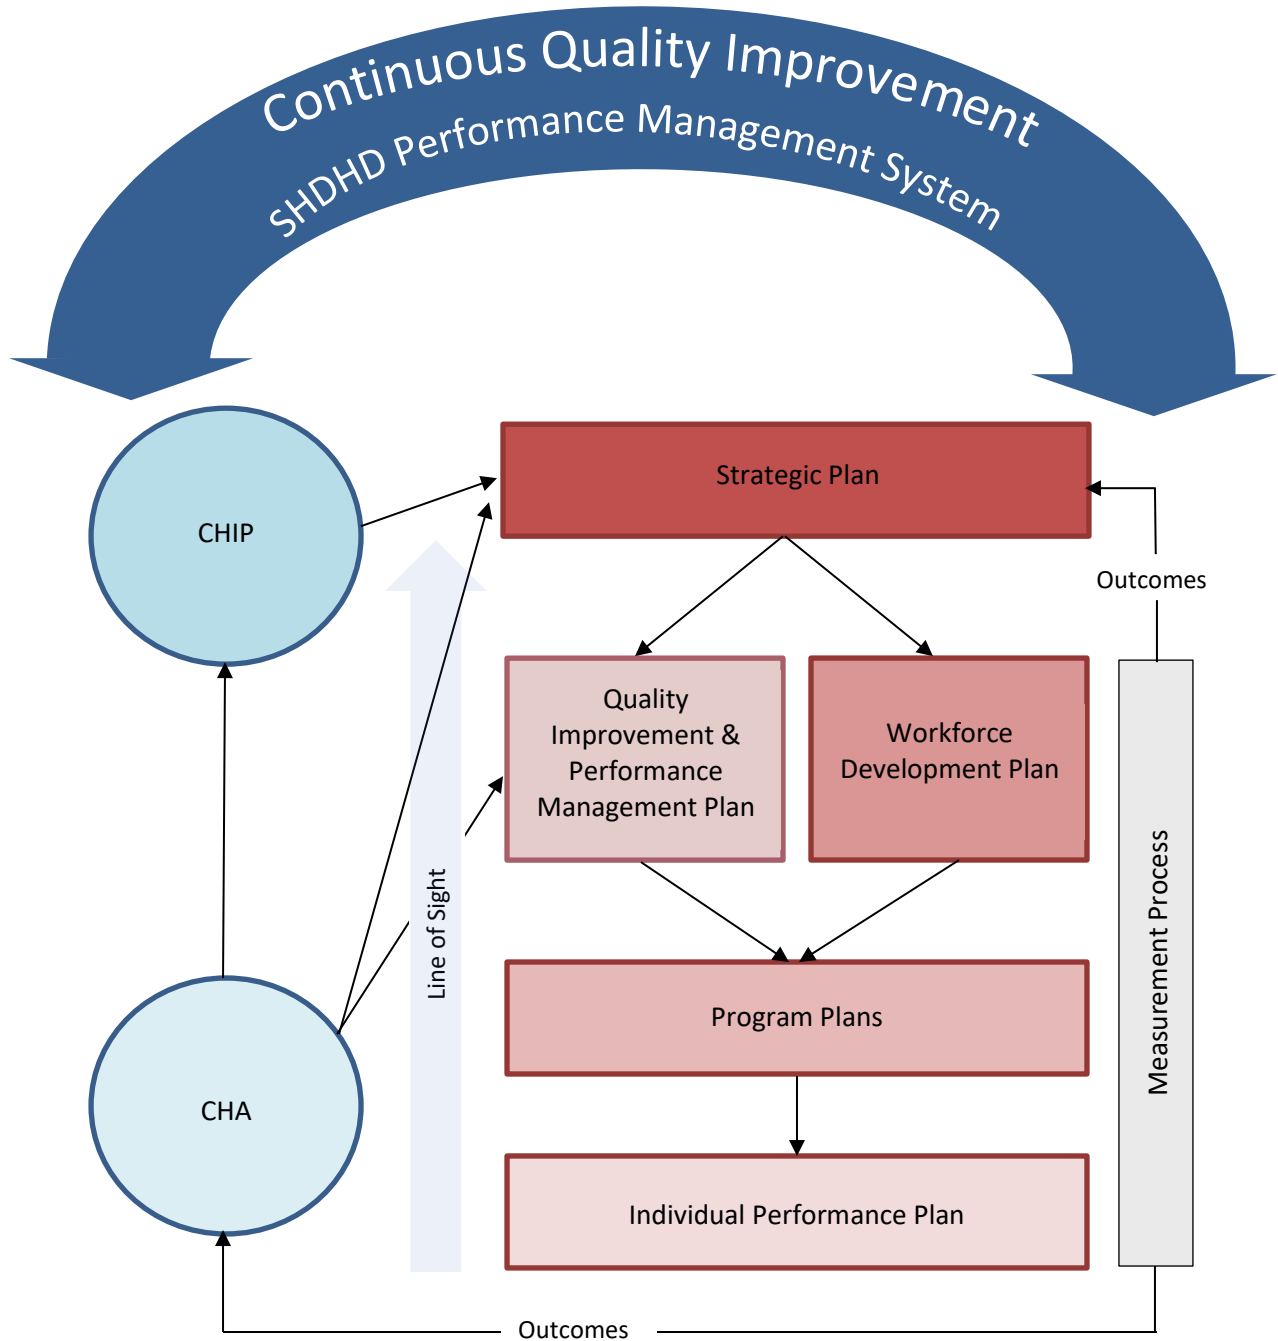 Continuous Quality Improvement
SHDHD Performance Management System
CHIP
Strategic Plan
Outcomes
Quality
Improvement &
Performance
Management Plan
Workforce
Development Plan
Line of Sight
Measurement Process
Program Plans
CHA
Individual Performance Plan
Outcomes